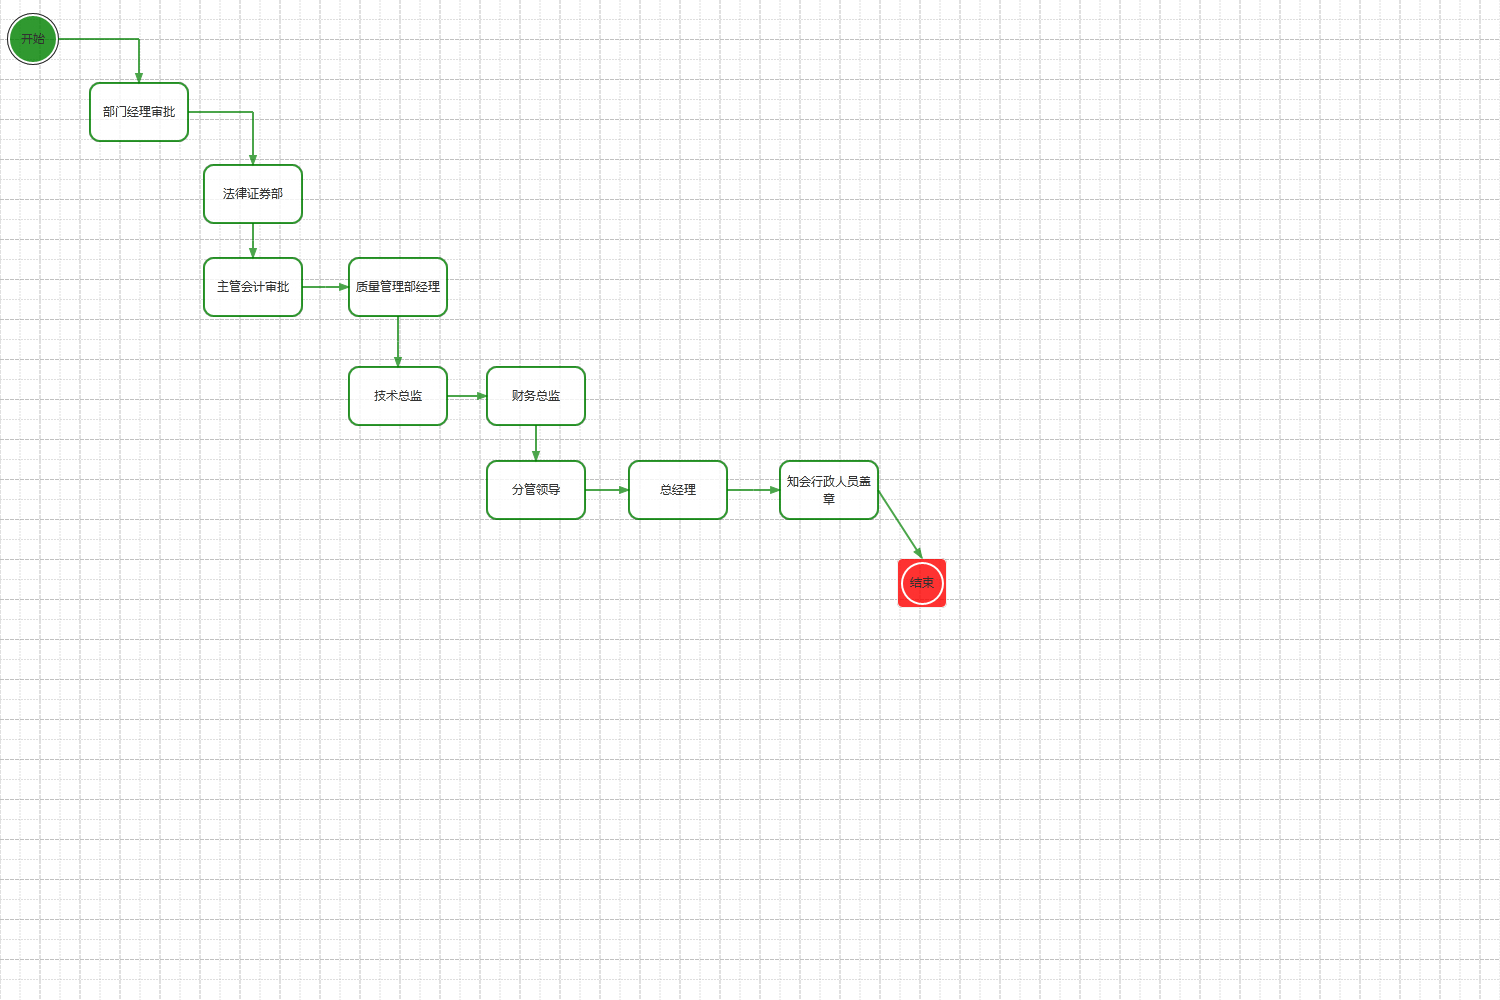 开始
部门经理审批
法律证券部
主管会计审批
质量管理部经理
技术总监
财务总监
分管领导
总经理
知会行政人员盖
章
结束